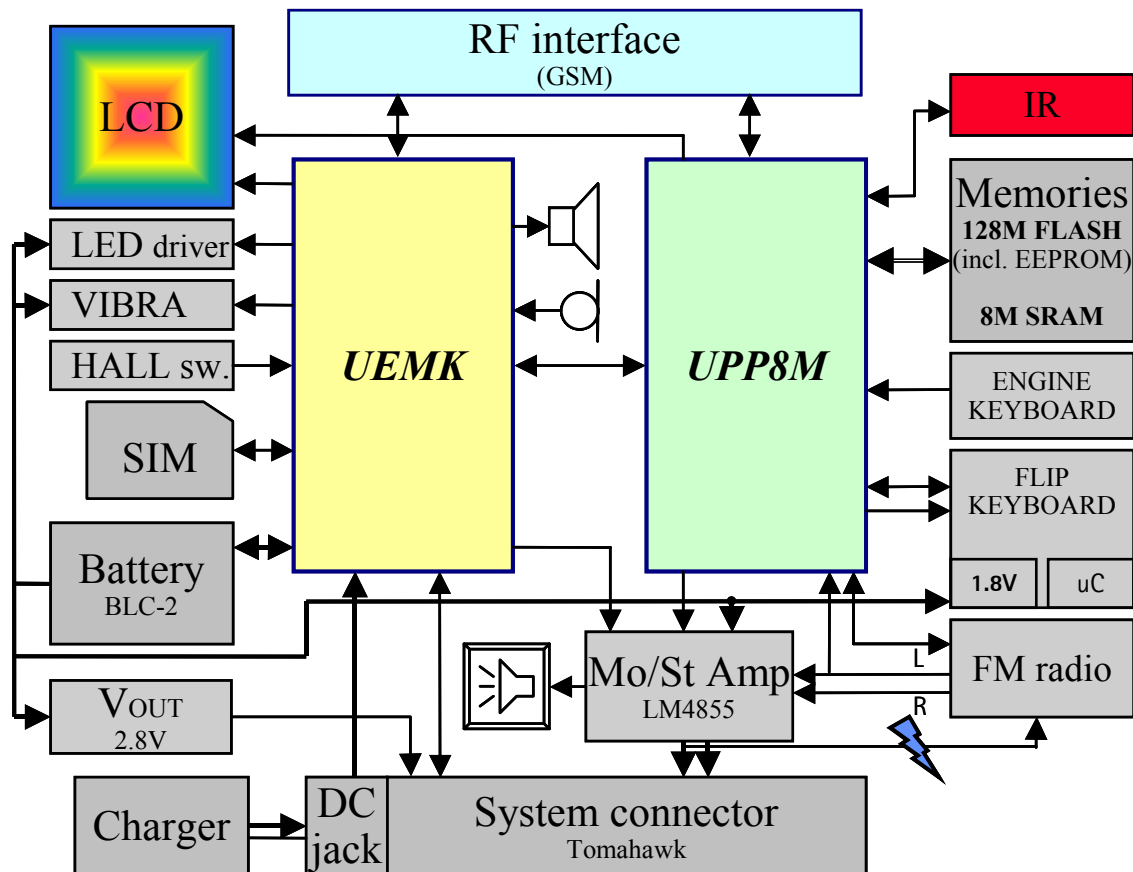 RF interface
(GSM)
LCD
IR
Memories
128M FLASH
(incl. EEPROM)
8M SRAM
LED driver
VIBRA
HALL sw.
UEMK
UPP8M
ENGINE
KEYBOARD
SIM
FLIP
KEYBOARD
Battery
BLC-2
1.8V
uC
Mo/St Amp
LM4855
L
R
FM radio
VOUT
2.8V
Charger
DC
jack
System connector
Tomahawk